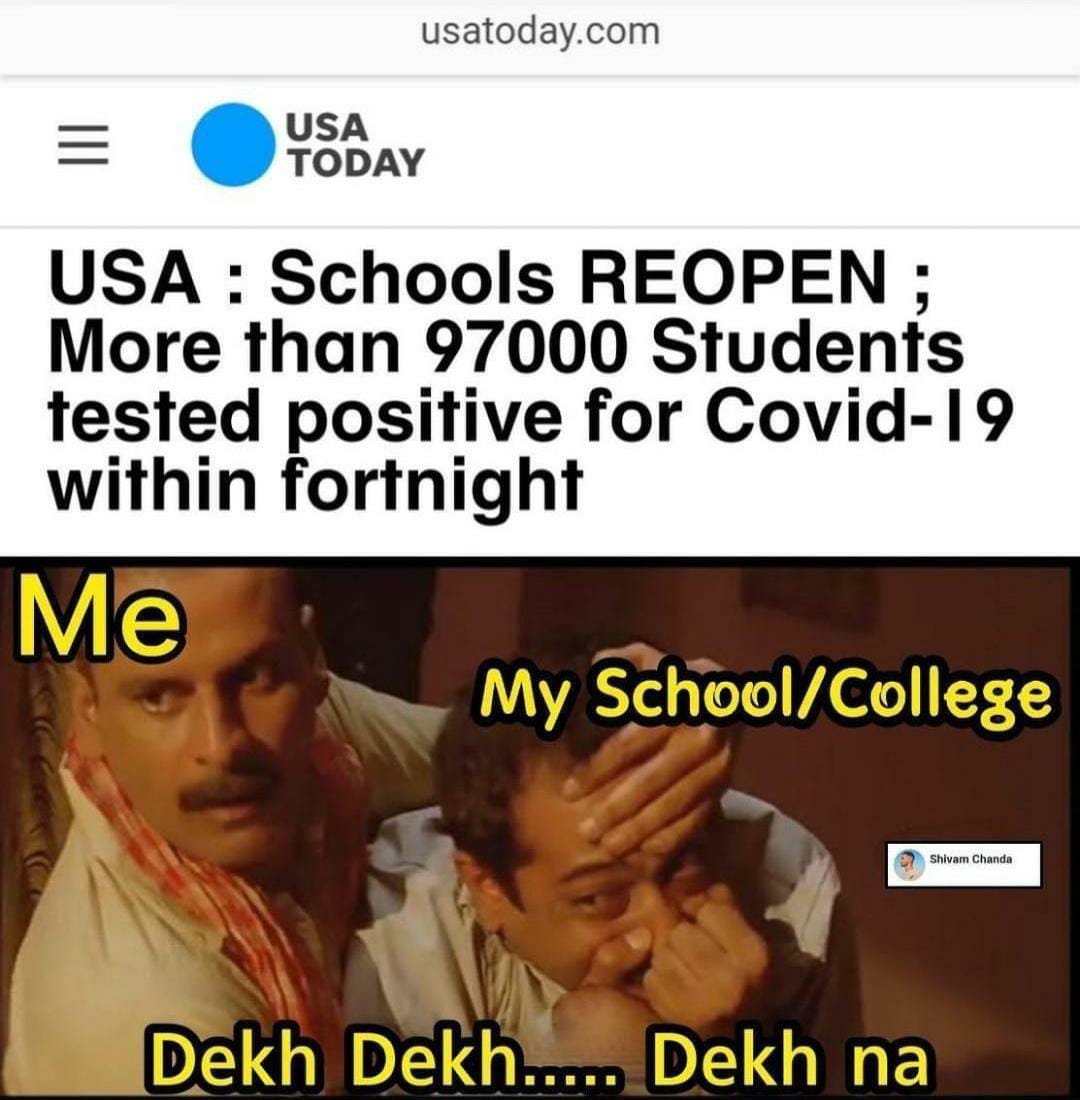 usatoday.com
USA
TODAY
USA : Schools REOPEN ;
More than 97000 Students
tested positive for Covid-19
within fortnight
Me
My School/College
Shivam Chanda
Dekh Dekh..... Dekh na